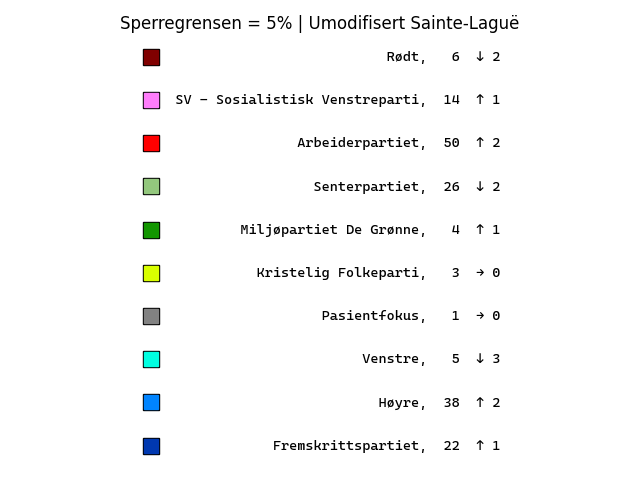 Sperregrensen = 5% | Umodifisert Sainte-Laguë
Rødt, 6 ↓ 2
SV – Sosialistisk Venstreparti, 14 ↑ 1
Arbeiderpartiet, 50 ↑ 2
Senterpartiet, 26 ↓ 2
Miljøpartiet De Grønne, 4 ↑ 1
Kristelig Folkeparti, 3 → 0
Pasientfokus, 1 → 0
Venstre, 5 ↓ 3
Høyre, 38 ↑ 2
Fremskrittspartiet, 22 ↑ 1